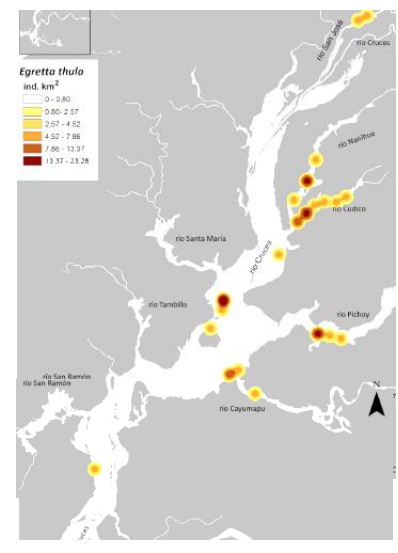 Egretta thula
ind. km²
0 - 0,80
0,80 - 2,57
2,57 - 4,52
4,52 - 7,86
7,86 - 13,37
13,37 - 23,28
río San José
río Cruces
río Nanihue
río Cudico
río Santa María
río Cruces
río Tambillo
río Pichoy
río San Ramón
río San Ramón
N
río Cayumapu